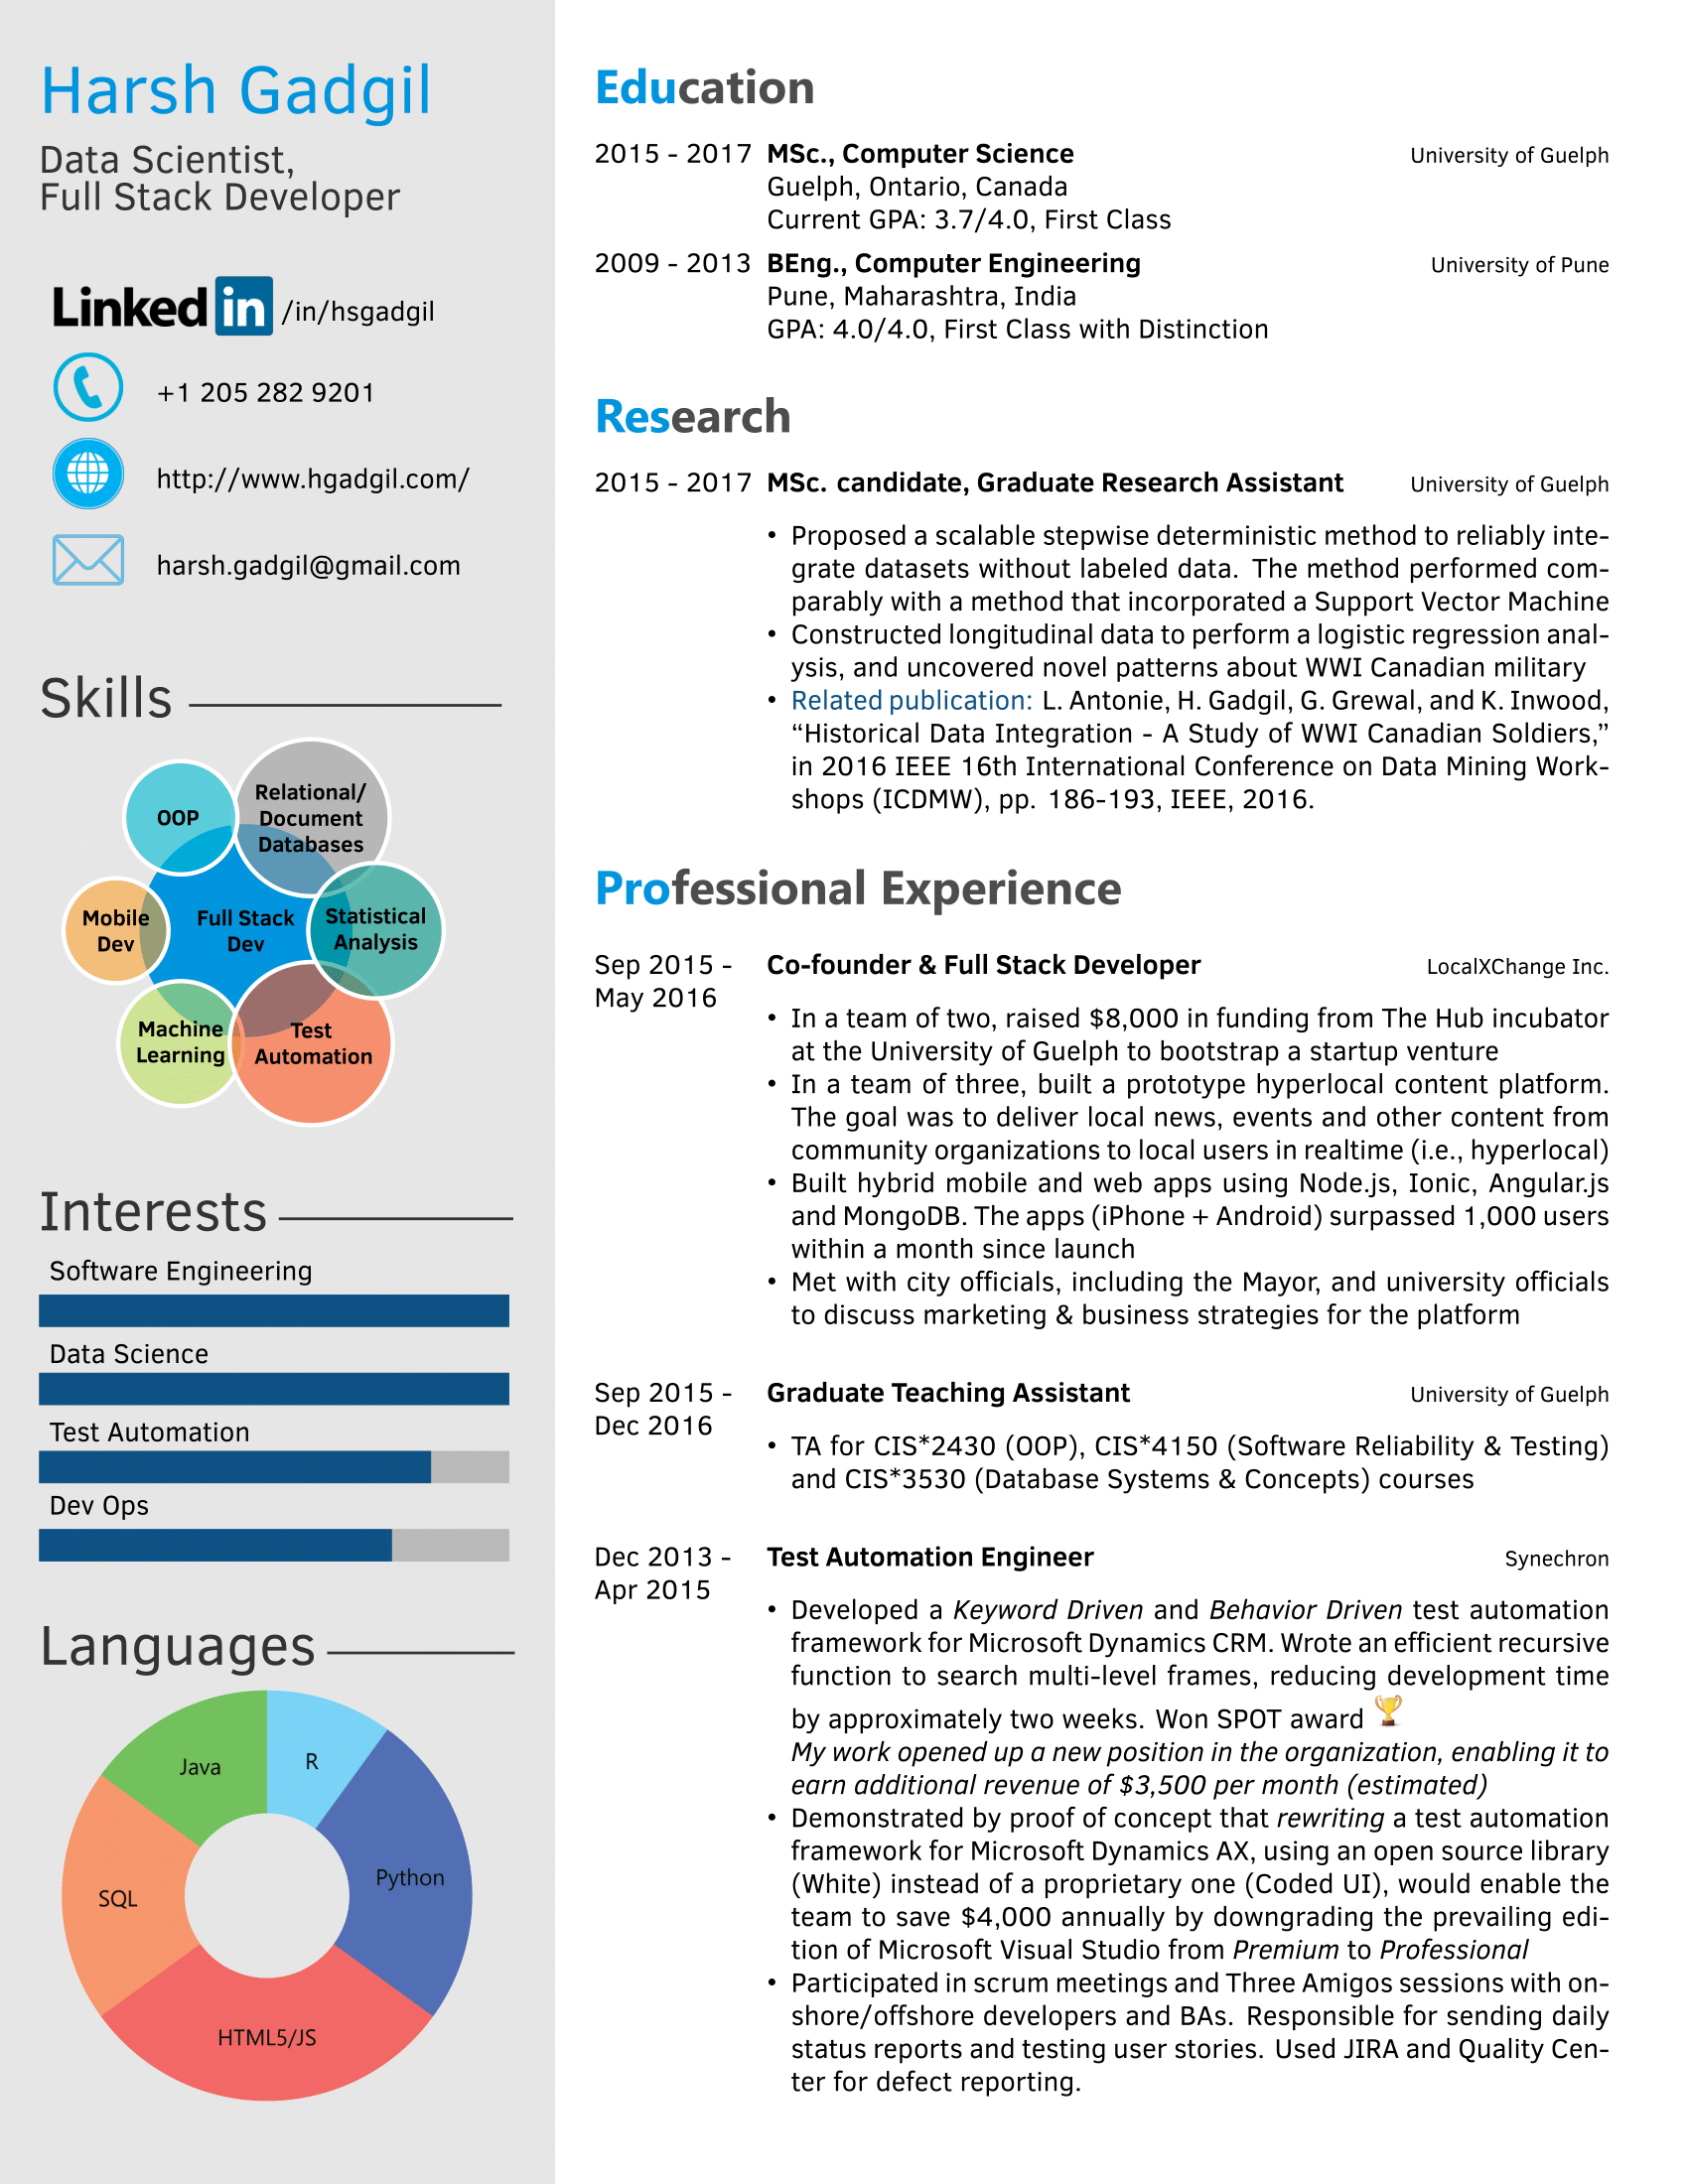 Harsh Gadgil
Data Scientist,
Full Stack Developer
Linked in /in/hsgadgil
+1 205 282 9201
http://www.hgadgil.com/
harsh.gadgil@gmail.com
Skills
OOP
Relational/
Document
Databases
Mobile
Dev
Full Stack
Dev
Statistical
Analysis
Machine
Learning
Test
Automation
Interests
Software Engineering
Data Science
Test Automation
Dev Ops
Languages
Java
R
SQL
Python
HTML5/JS
Education
2015 - 2017 MSc., Computer Science University of Guelph
Guelph, Ontario, Canada
Current GPA: 3.7/4.0, First Class
2009 - 2013 BEng., Computer Engineering University of Pune
Pune, Maharashtra, India
GPA: 4.0/4.0, First Class with Distinction
Research
2015 - 2017 MSc. candidate, Graduate Research Assistant University of Guelph
• Proposed a scalable stepwise deterministic method to reliably inte-
grate datasets without labeled data. The method performed com-
parably with a method that incorporated a Support Vector Machine
• Constructed longitudinal data to perform a logistic regression anal-
ysis, and uncovered novel patterns about WWI Canadian military
• Related publication: L. Antonie, H. Gadgil, G. Grewal, and K. Inwood,
“Historical Data Integration - A Study of WWI Canadian Soldiers,”
in 2016 IEEE 16th International Conference on Data Mining Work-
shops (ICDMW), pp. 186-193, IEEE, 2016.
Professional Experience
Sep 2015 - Co-founder & Full Stack Developer LocalXChange Inc.
May 2016
• In a team of two, raised $8,000 in funding from The Hub incubator
at the University of Guelph to bootstrap a startup venture
• In a team of three, built a prototype hyperlocal content platform.
The goal was to deliver local news, events and other content from
community organizations to local users in realtime (i.e., hyperlocal)
• Built hybrid mobile and web apps using Node.js, Ionic, Angular.js
and MongoDB. The apps (iPhone + Android) surpassed 1,000 users
within a month since launch
• Met with city officials, including the Mayor, and university officials
to discuss marketing & business strategies for the platform
Sep 2015 - Graduate Teaching Assistant University of Guelph
Dec 2016
• TA for CIS*2430 (OOP), CIS*4150 (Software Reliability & Testing)
and CIS*3530 (Database Systems & Concepts) courses
Dec 2013 - Test Automation Engineer Synechron
Apr 2015
• Developed a Keyword Driven and Behavior Driven test automation
framework for Microsoft Dynamics CRM. Wrote an efficient recursive
function to search multi-level frames, reducing development time
by approximately two weeks. Won SPOT award
My work opened up a new position in the organization, enabling it to
earn additional revenue of $3,500 per month (estimated)
• Demonstrated by proof of concept that rewriting a test automation
framework for Microsoft Dynamics AX, using an open source library
(White) instead of a proprietary one (Coded UI), would enable the
team to save $4,000 annually by downgrading the prevailing edi-
tion of Microsoft Visual Studio from Premium to Professional
• Participated in scrum meetings and Three Amigos sessions with on-
shore/offshore developers and BAs. Responsible for sending daily
status reports and testing user stories. Used JIRA and Quality Cen-
ter for defect reporting.